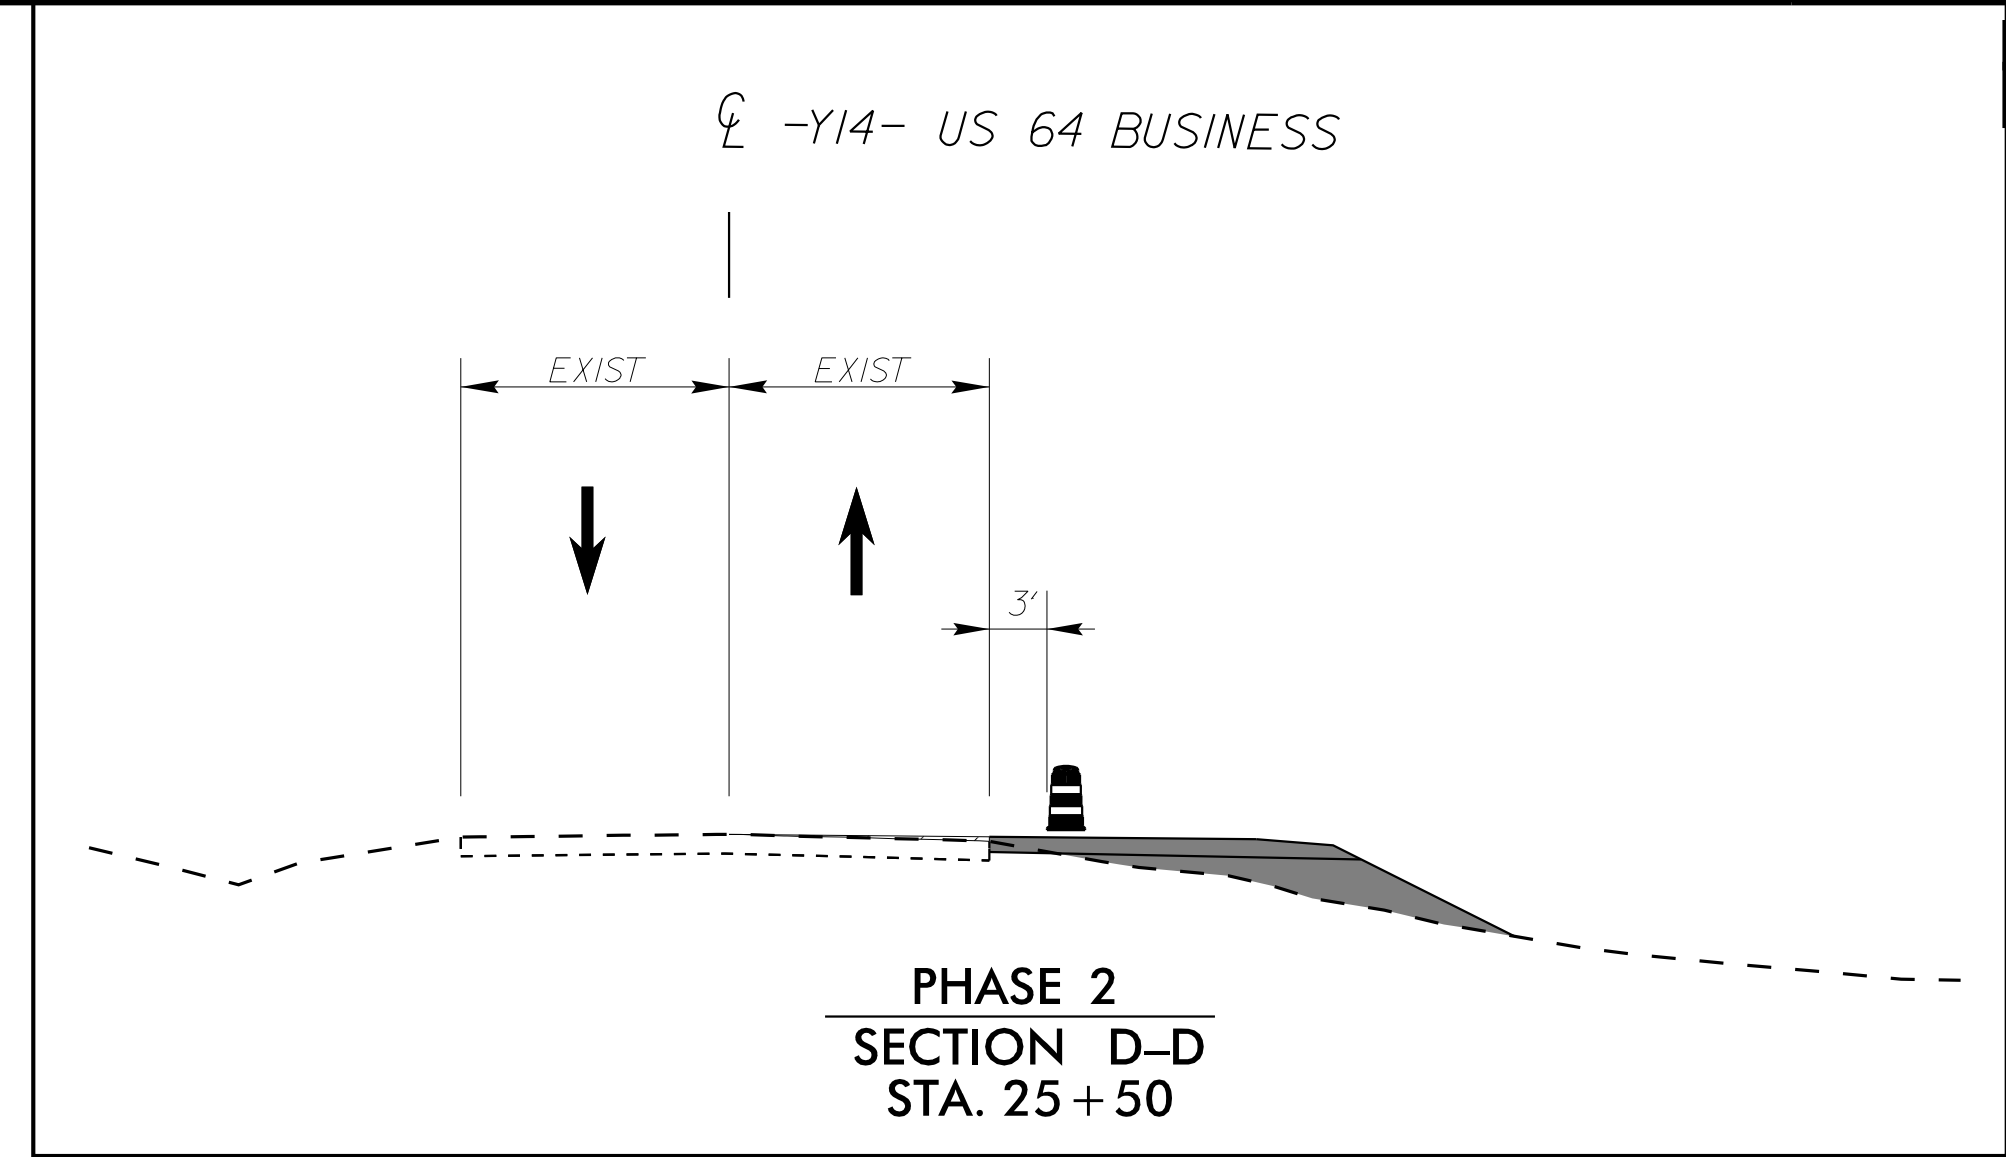 ℄ -Y14- US 64 BUSINESS
EXIST EXIST
3'
PHASE 2
SECTION D-D
STA. 25+50